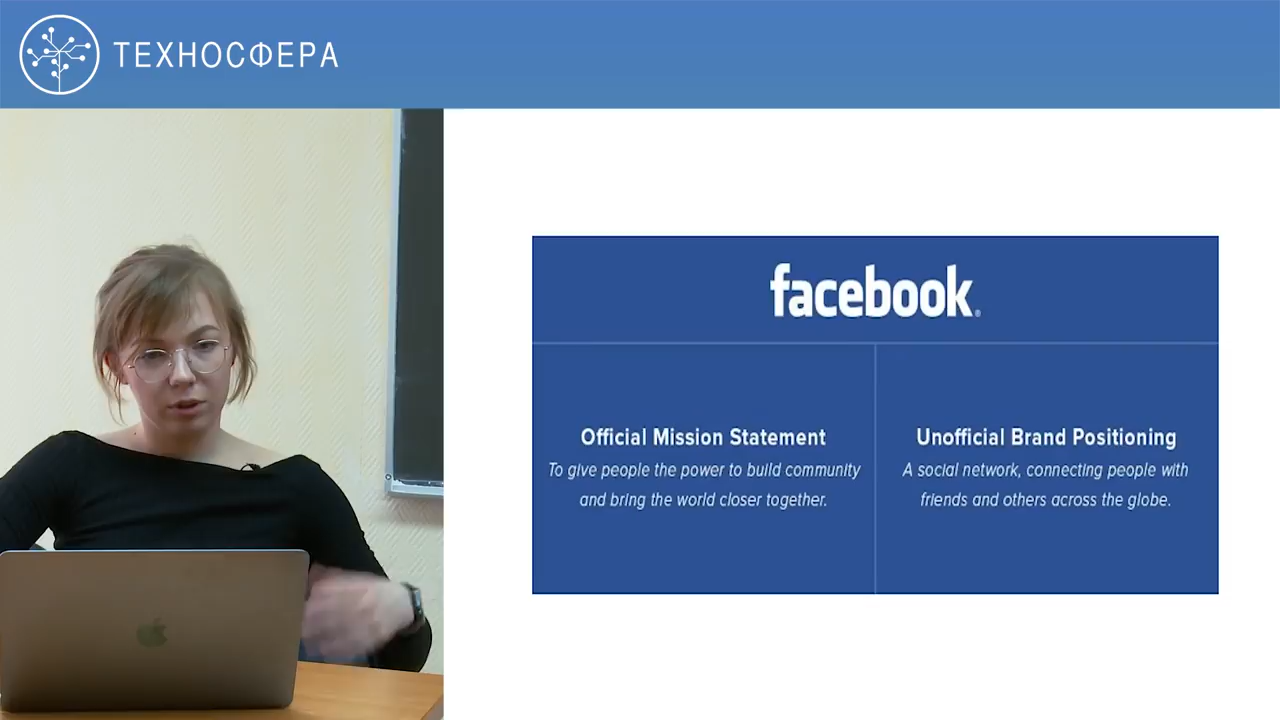 ТЕХНОСФЕРА
facebook®
Official Mission Statement
To give people the power to build community
and bring the world closer together.
Unofficial Brand Positioning
A social network, connecting people with
friends and others across the globe.